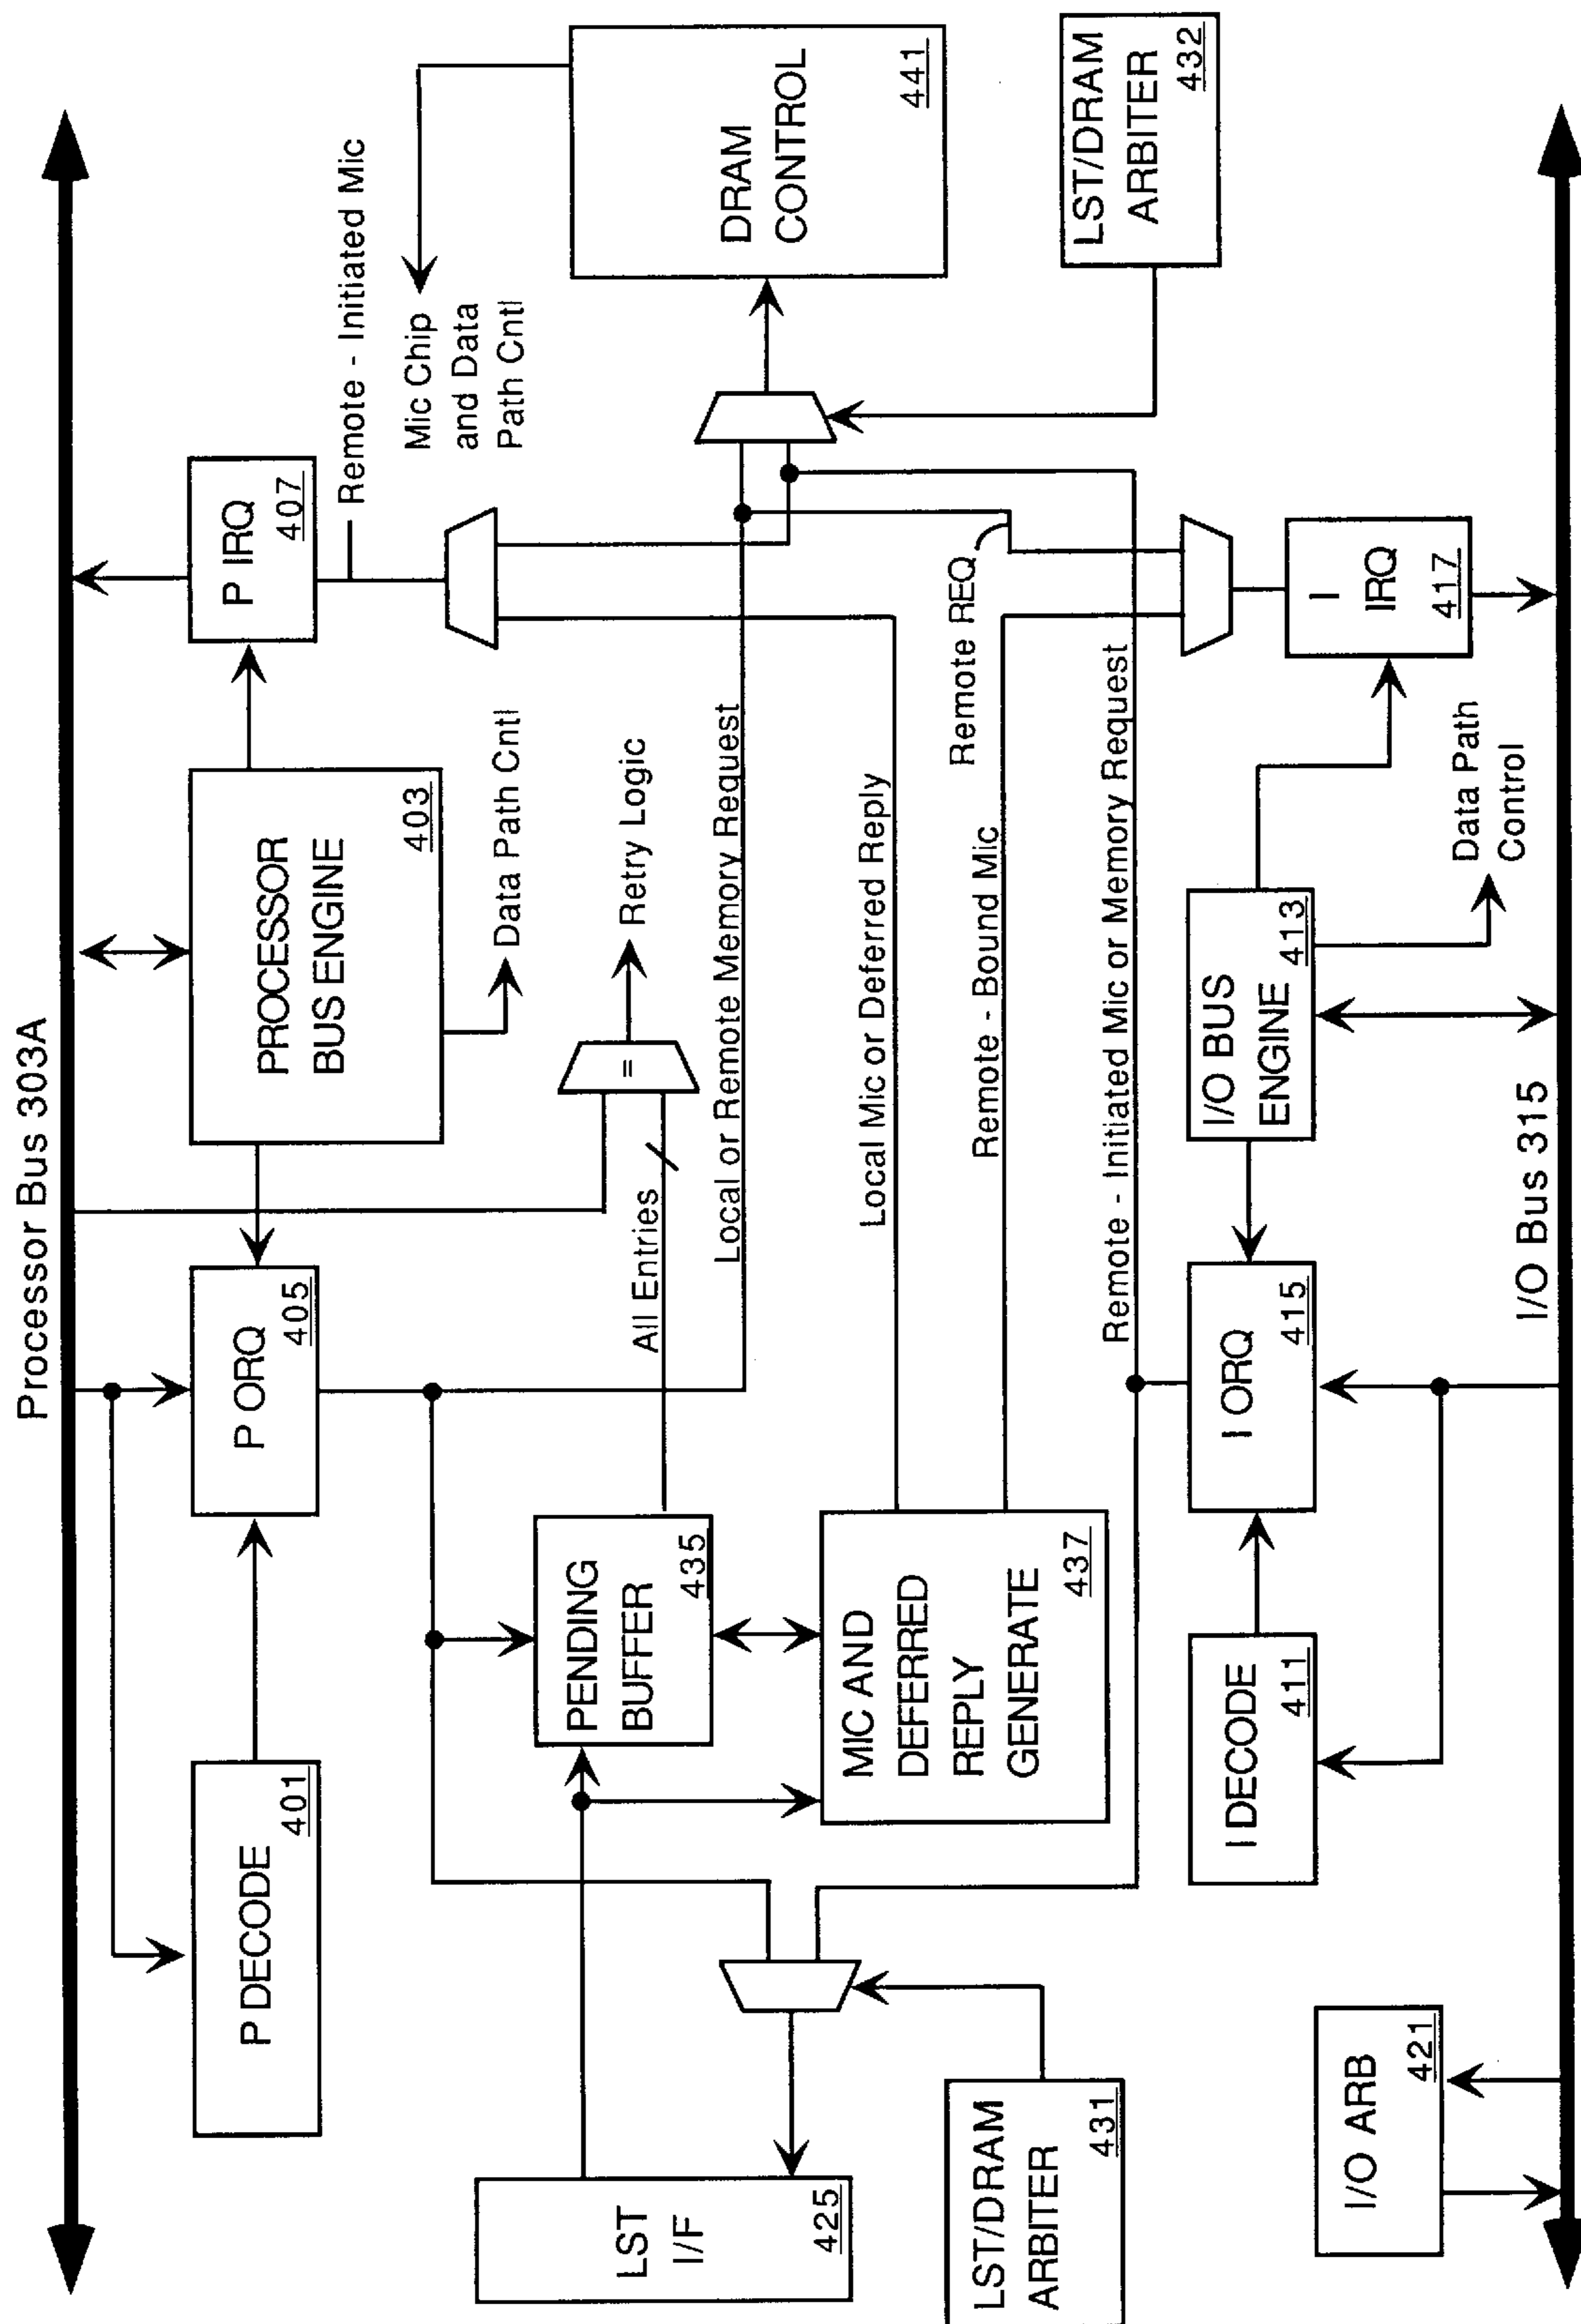 Processor Bus 303A
P DECODE
401
P ORQ
405
PROCESSOR
BUS ENGINE
403
P IRQ
407
Remote - Initiated Mic
Mic Chip
and Data
Path Cntl
Data Path Cntl
Retry Logic
=
All Entries
LST
I/F
425
PENDING
BUFFER
435
Local or Remote Memory Request
DRAM
CONTROL
441
MIC AND
DEFERRED
REPLY
GENERATE
437
Local Mic or Deferred Reply
Remote - Bound Mic
Remote REQ
LST/DRAM
ARBITER
431
LST/DRAM
ARBITER
432
Remote - Initiated Mic or Memory Request
I DECODE
411
I ORQ
415
I/O BUS
ENGINE
413
I
IRQ
417
Data Path
Control
I/O ARB
421
I/O Bus 315